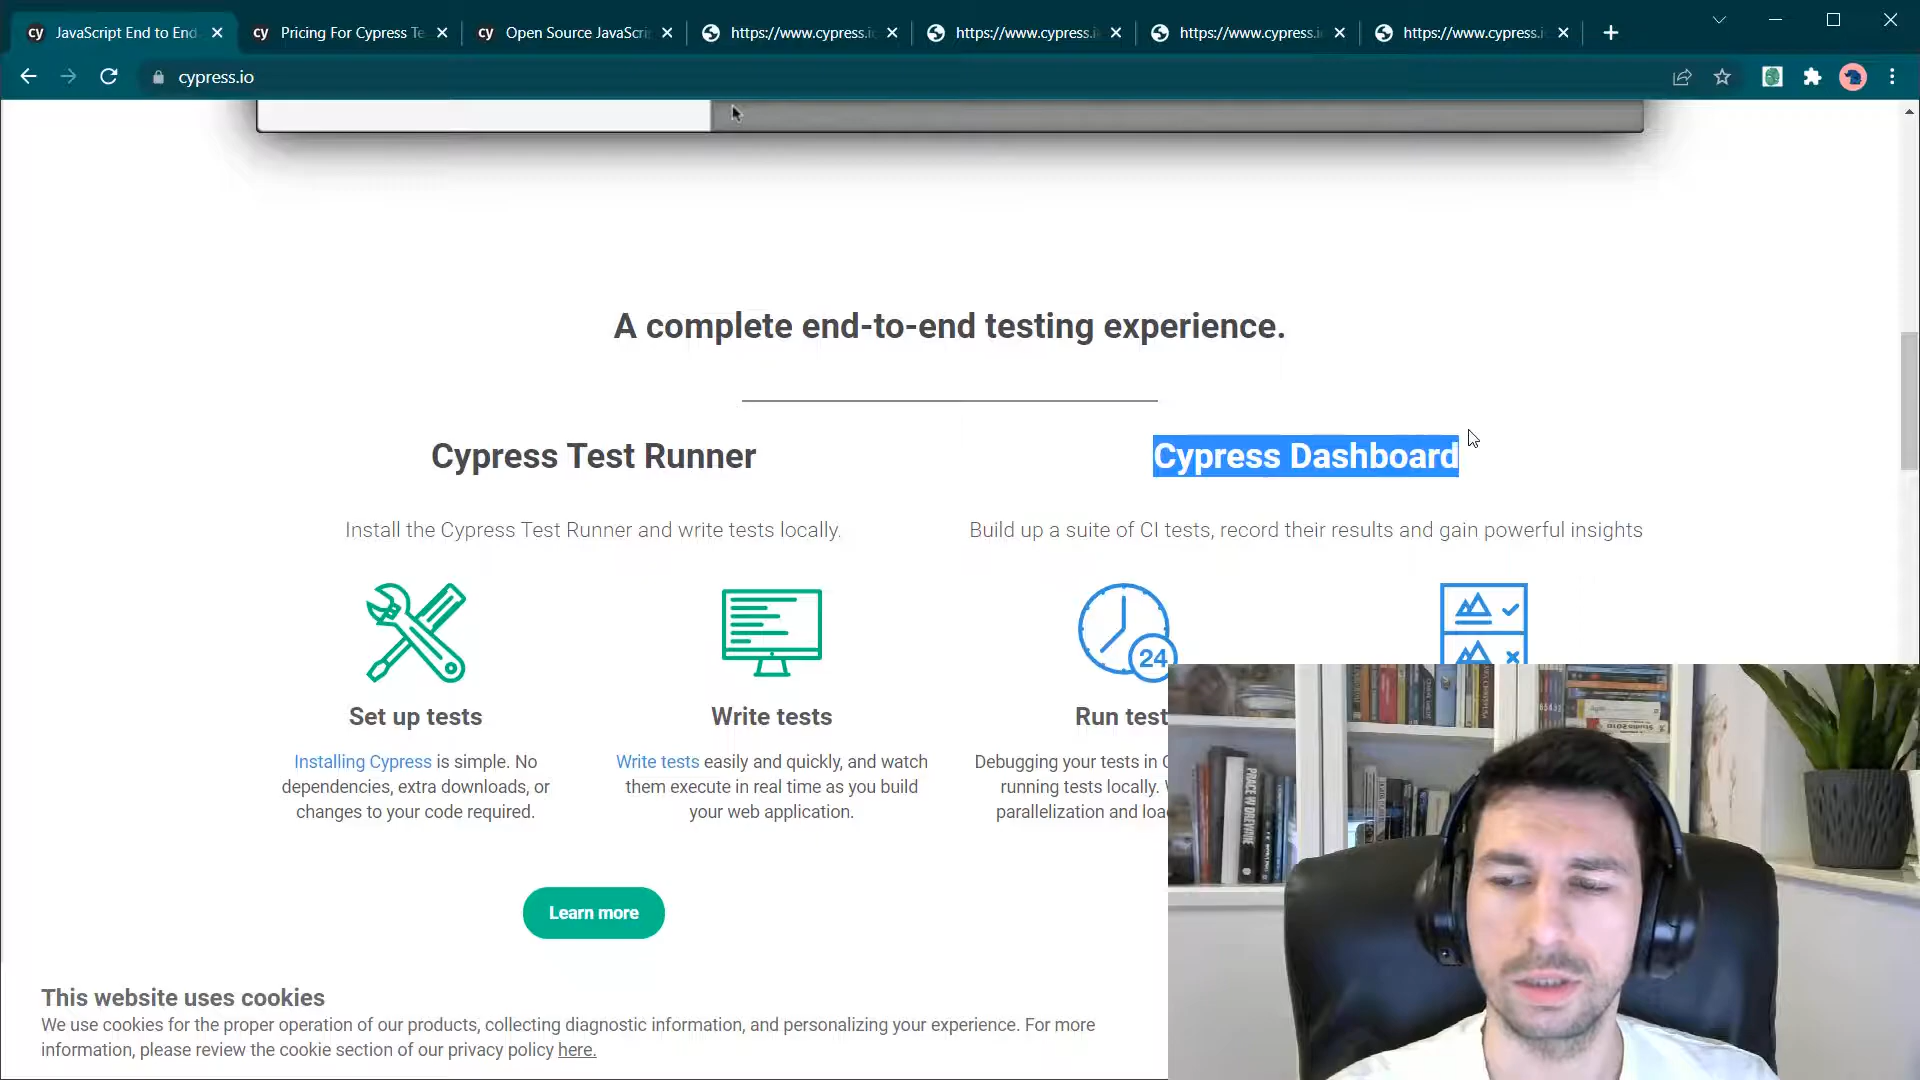 JavaScript End to End
Pricing For Cypress Te
Open Source JavaScri
https://www.cypress.i
https://www.cypress.i
https://www.cypress.i
https://www.cypress.i
cypress.io
A complete end-to-end testing experience.
Cypress Test Runner
Cypress Dashboard
Install the Cypress Test Runner and write tests locally.
Build up a suite of CI tests, record their results and gain powerful insights
24
Set up tests
Write tests
Run test
Installing Cypress is simple. No
dependencies, extra downloads, or
changes to your code required.
Write tests easily and quickly, and watch
them execute in real time as you build
your web application.
Debugging your tests in C
running tests locally.
parallelization and loa
Learn more
This website uses cookies
We use cookies for the proper operation of our products, collecting diagnostic information, and personalizing your experience. For more
information, please review the cookie section of our privacy policy here.